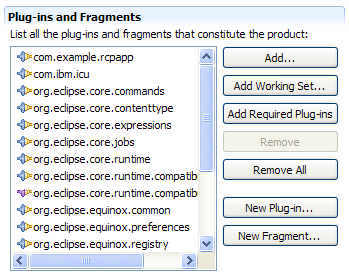 Plug-ins and Fragments
List all the plug-ins and fragments that constitute the product:
com.example.rcpapp
com.ibm.icu
org.eclipse.core.commands
org.eclipse.core.contenttype
org.eclipse.core.expressions
org.eclipse.core.jobs
org.eclipse.core.runtime
org.eclipse.core.runtime.compatib
org.eclipse.core.runtime.compatib
org.eclipse.equinox.common
org.eclipse.equinox.preferences
org.eclipse.equinox.registry
Add...
Add Working Set...
Add Required Plug-ins
Remove
Remove All
New Plug-in...
New Fragment...